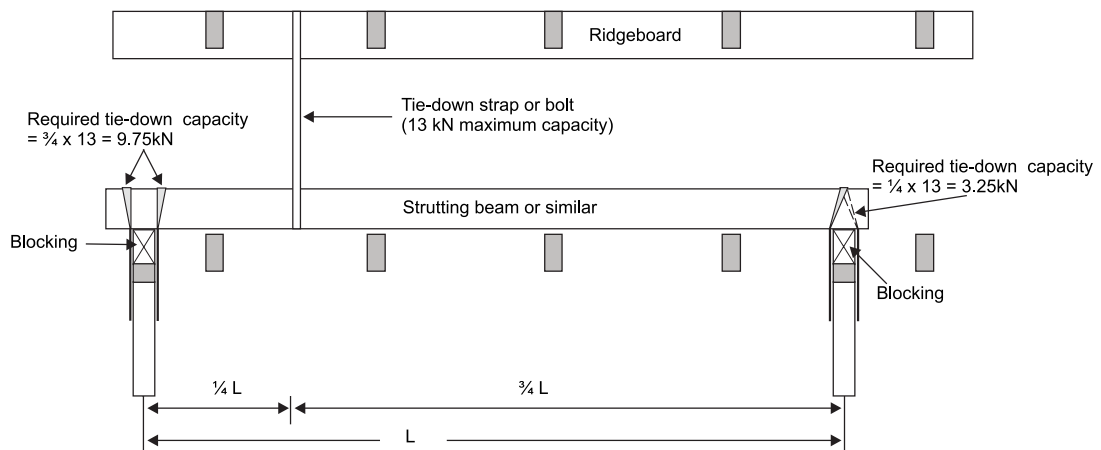 Ridgeboard
Required tie-down capacity
= ¾ x 13 = 9.75kN
Tie-down strap or bolt
(13 kN maximum capacity)
Required tie-down capacity
= ¼ x 13 = 3.25kN
Strutting beam or similar
Blocking
Blocking
¼ L
¾ L
L